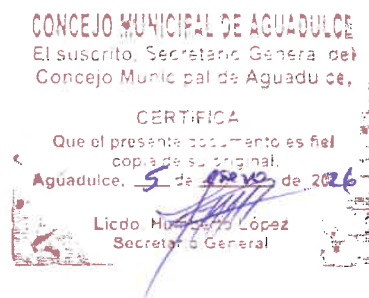 CONCEJO MUNICIPAL DE AGUADULCE
El suscrito, Secretario General del
Concejo Municipal de Aguadulce,
CERTIFICA
Que el presente documento es fiel
copia de su original.
Aguadulce, 5 de enero de 2026
Licdo. López
Secretario General